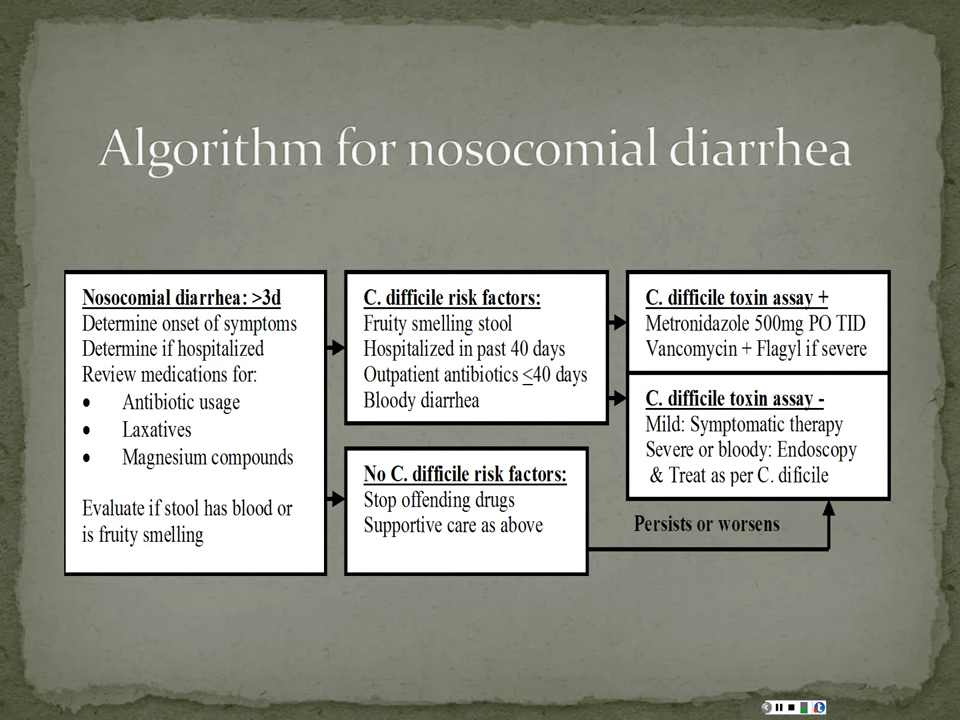 Algorithm for nosocomial diarrhea
Nosocomial diarrhea: >3d
Determine onset of symptoms
Determine if hospitalized
Review medications for:
• Antibiotic usage
• Laxatives
• Magnesium compounds
Evaluate if stool has blood or
is fruity smelling
C. difficile risk factors:
Fruity smelling stool
Hospitalized in past 40 days
Outpatient antibiotics ≤40 days
Bloody diarrhea
No C. difficile risk factors:
Stop offending drugs
Supportive care as above
C. difficile toxin assay +
Metronidazole 500mg PO TID
Vancomycin + Flagyl if severe
C. difficile toxin assay -
Mild: Symptomatic therapy
Severe or bloody: Endoscopy
& Treat as per C. dificile
Persists or worsens